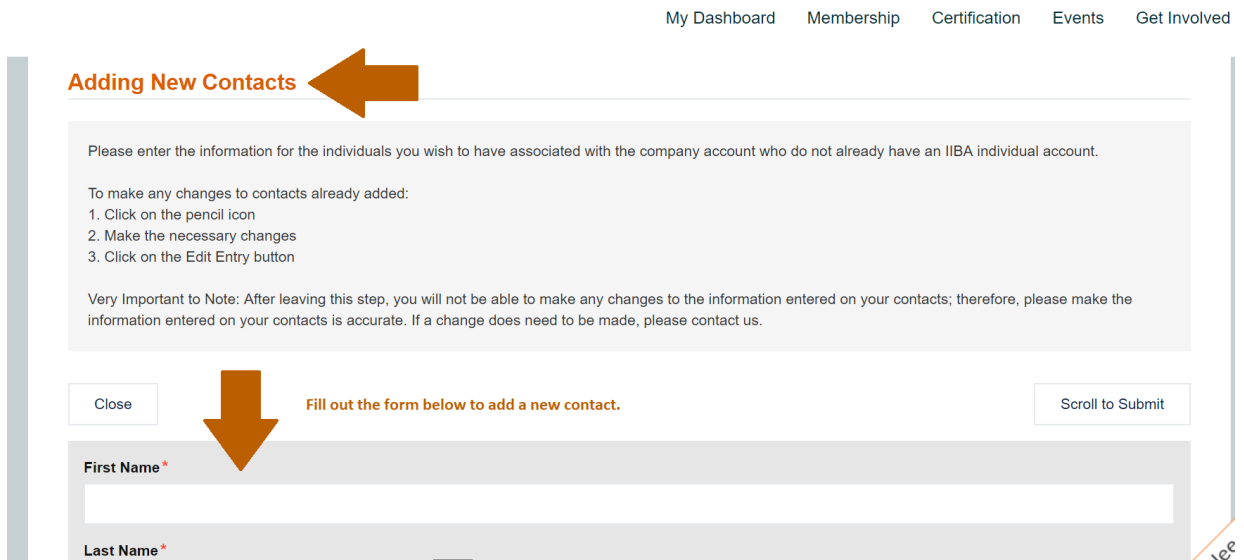 My Dashboard Membership Certification Events Get Involved
Adding New Contacts
Please enter the information for the individuals you wish to have associated with the company account who do not already have an IIBA individual account.
To make any changes to contacts already added:
1. Click on the pencil icon
2. Make the necessary changes
3. Click on the Edit Entry button
Very Important to Note: After leaving this step, you will not be able to make any changes to the information entered on your contacts; therefore, please make the
information entered on your contacts is accurate. If a change does need to be made, please contact us.
Close Fill out the form below to add a new contact. Scroll to Submit
First Name*
Last Name*